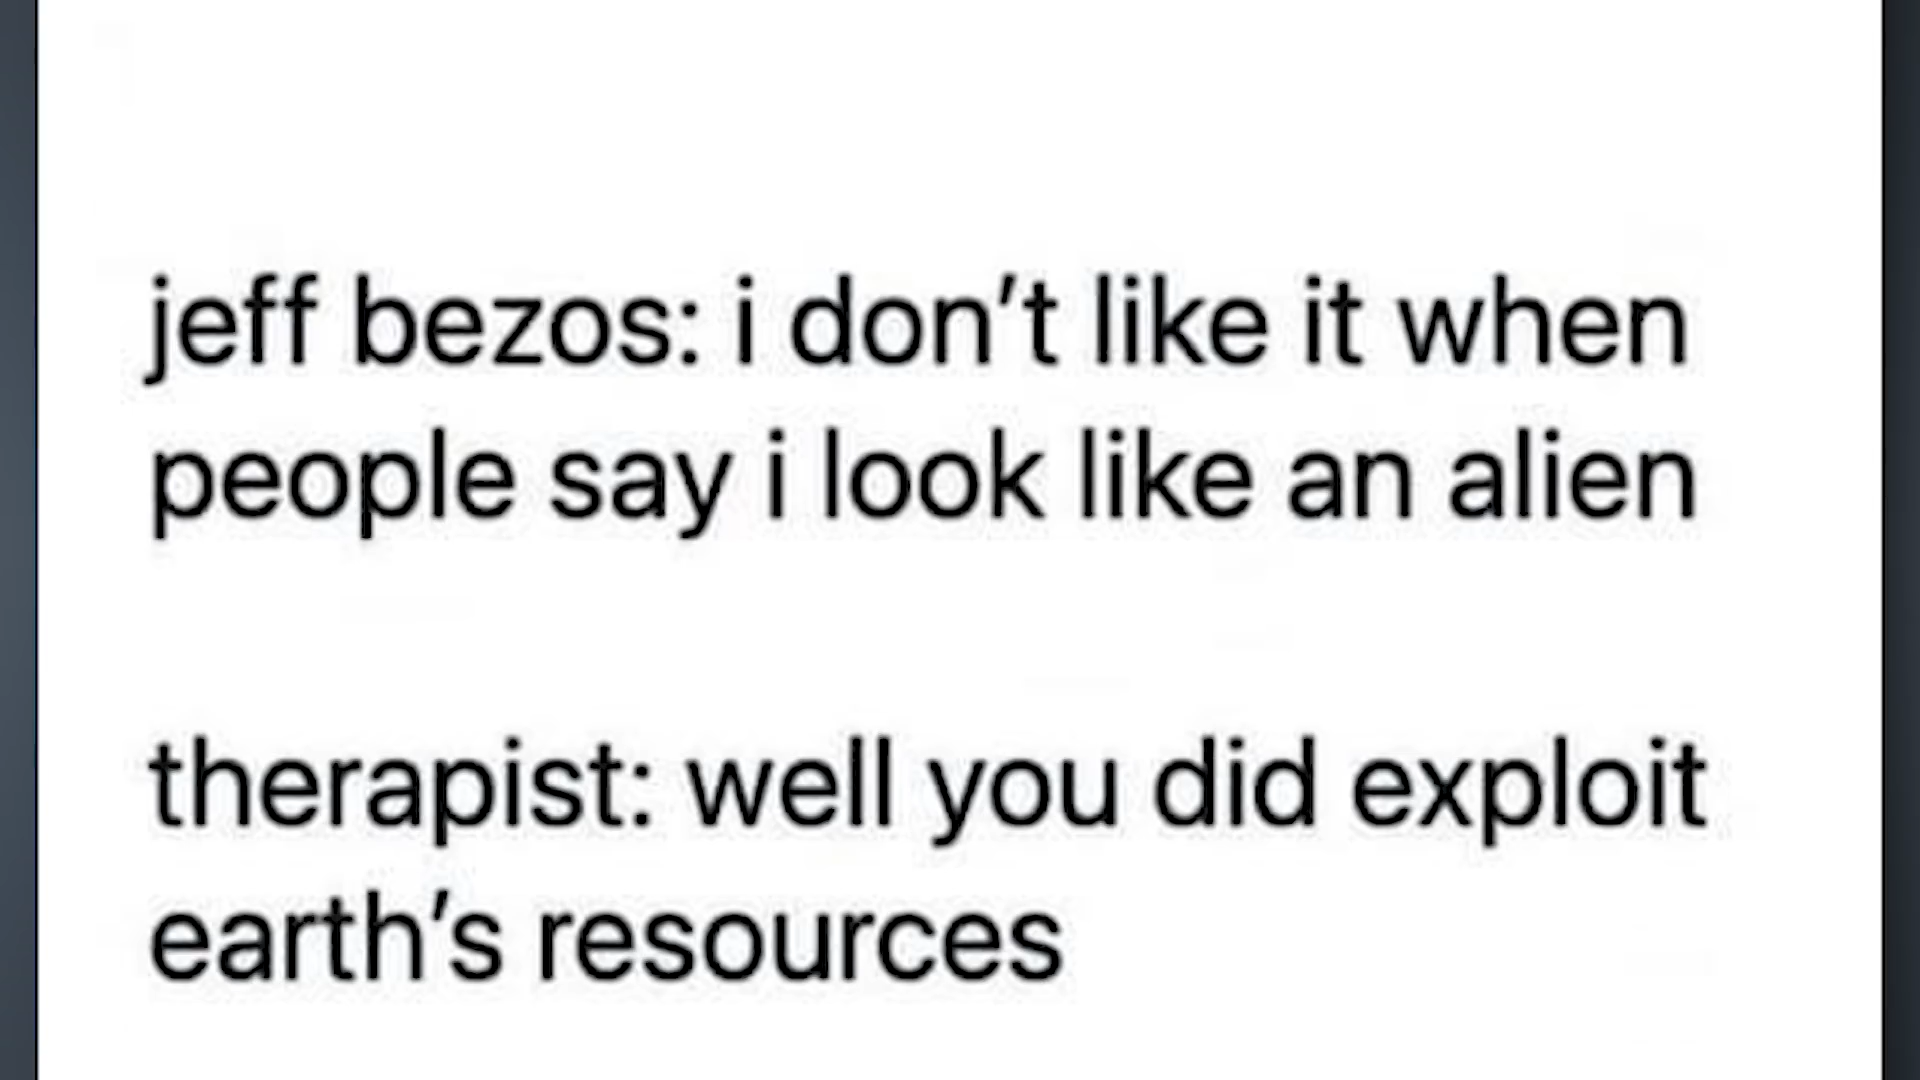 jeff bezos: i don’t like it when
people say i look like an alien
therapist: well you did exploit
earth’s resources